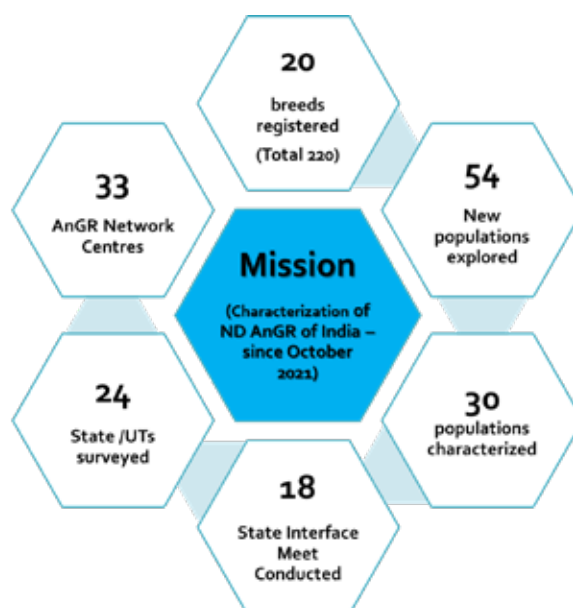 20
breeds
registered
(Total 220)
54
New
populations
explored
30
populations
characterized
18
State Interface
Meet
Conducted
24
State /UTs
surveyed
33
AnGR Network
Centres
Mission
(Characterization of
ND AnGR of India –
since October
2021)